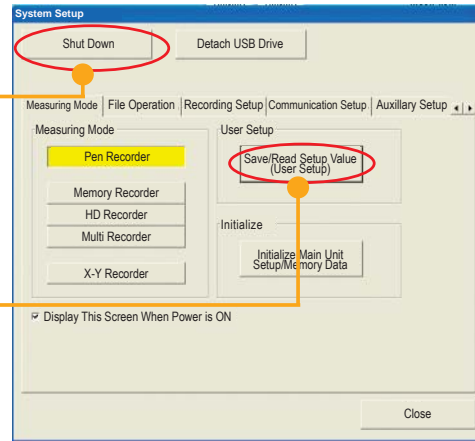 System Setup
Shut Down
Detach USB Drive
Measuring Mode
File Operation
Recording Setup
Communication Setup
Auxillary Setup
Measuring Mode
User Setup
Pen Recorder
Save/Read Setup Value
(User Setup)
Memory Recorder
HD Recorder
Multi Recorder
Initialize
Initialize Main Unit
Setup/Memory Data
X-Y Recorder
Display This Screen When Power is ON
Close